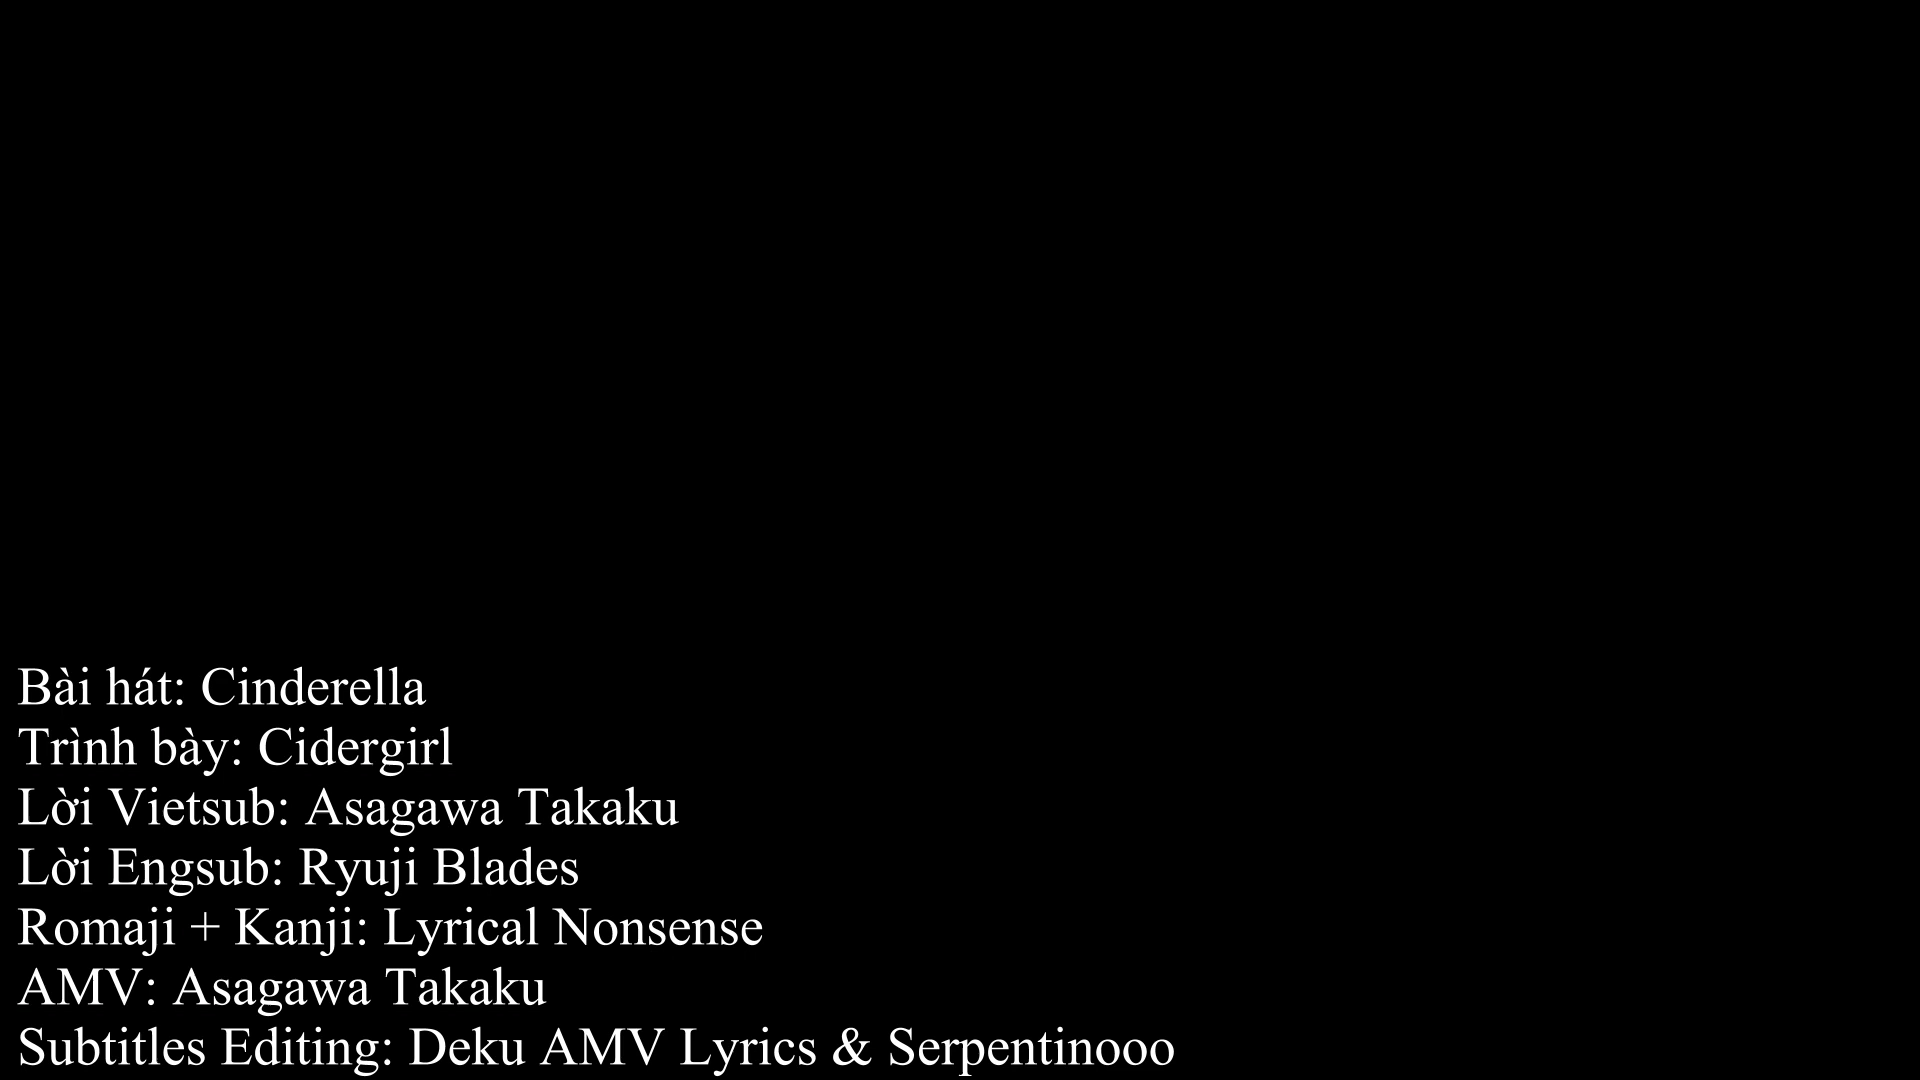 Bài hát: Cinderella
Trình bày: Cidergirl
Lời Vietsub: Asagawa Takaku
Lời Engsub: Ryuji Blades
Romaji + Kanji: Lyrical Nonsense
AMV: Asagawa Takaku
Subtitles Editing: Deku AMV Lyrics & Serpentinooo